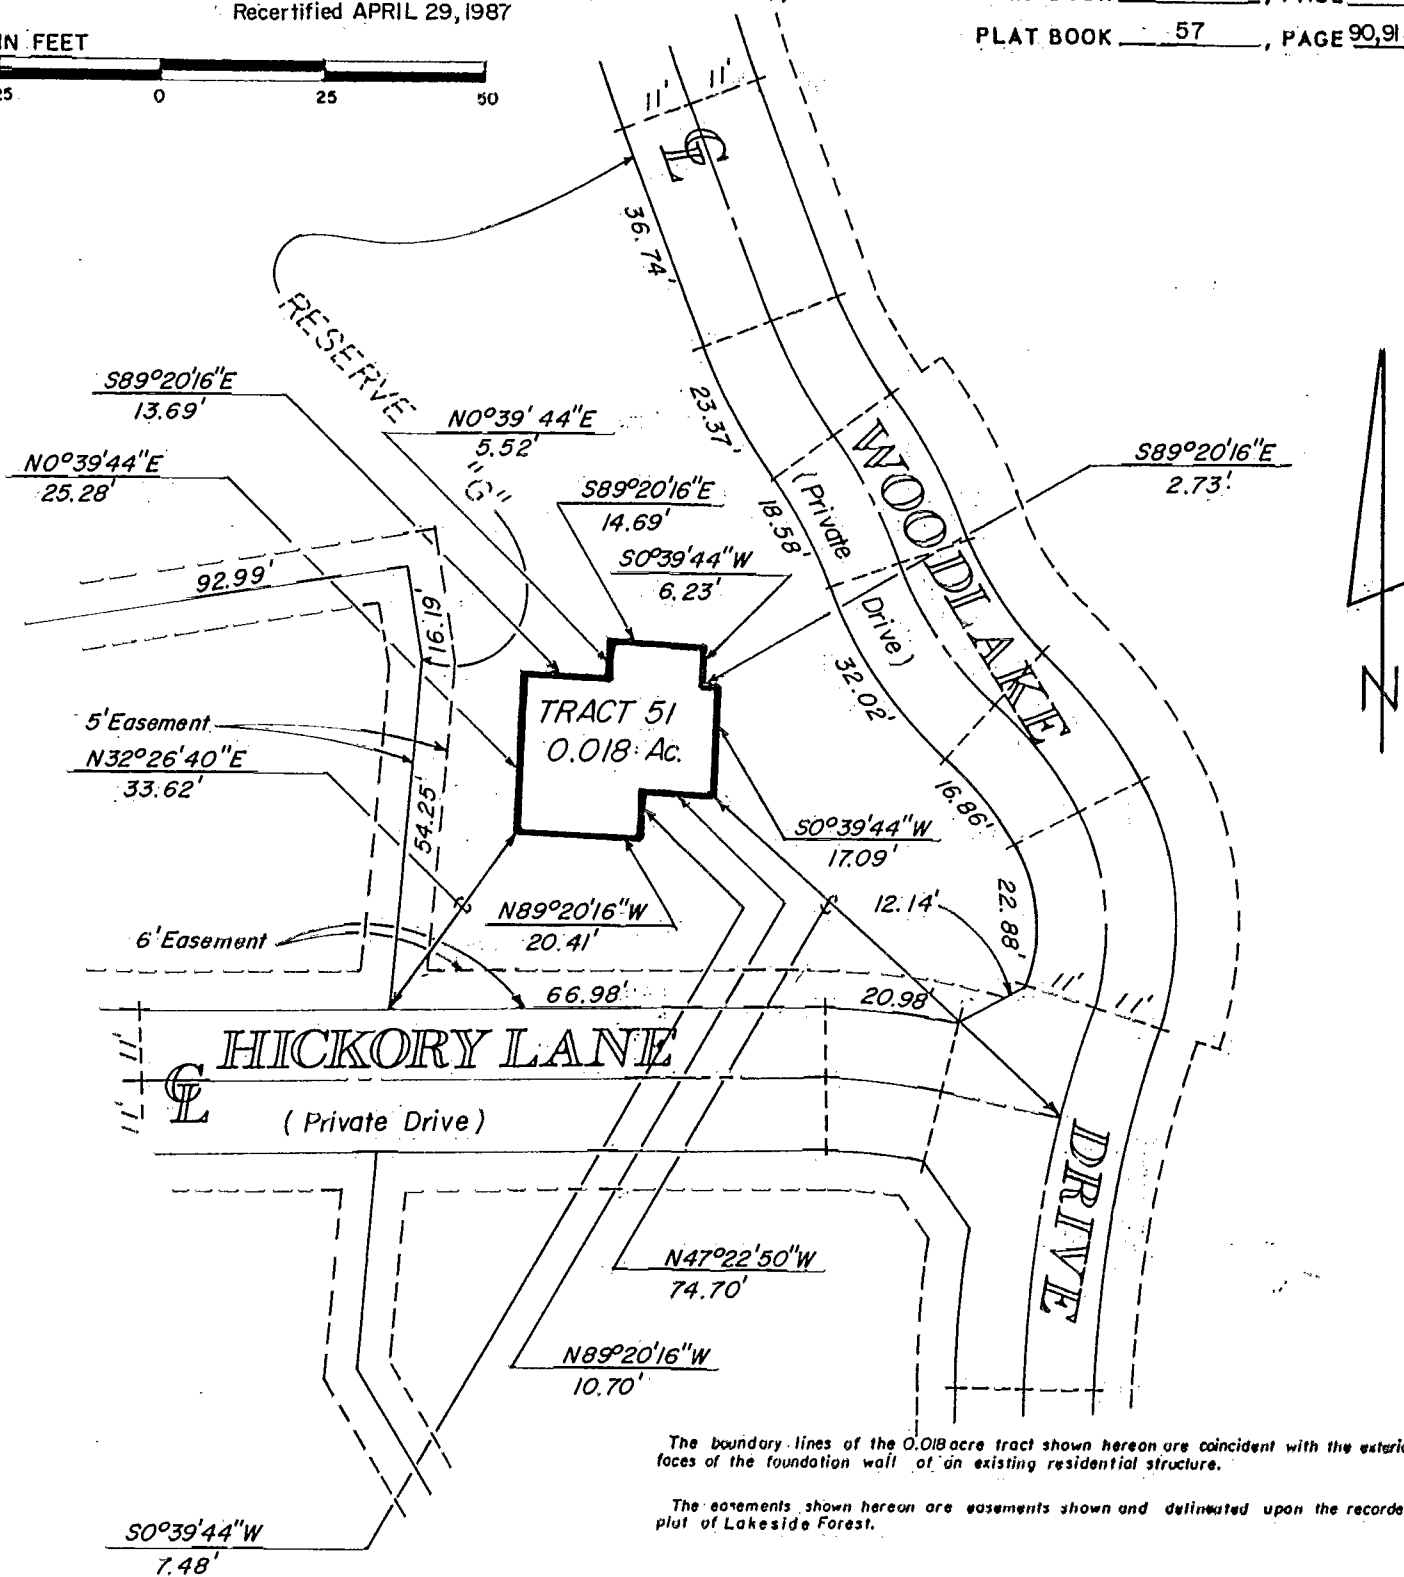 Recertified APRIL 29, 1987
IN FEET
25 0 25 50
PLAT BOOK 57, PAGE 90,91
11' 11'
C
L
36.74'
RESERVE
"G"
S89°20'16"E
13.69'
N0°39'44"E
5.52'
23.37'
N0°39'44"E
25.28'
S89°20'16"E
14.69'
S89°20'16"E
2.73'
WOODLAKE
(Private
Drive)
18.58'
S0°39'44"W
6.23'
92.99'
16.19'
32.02'
N
TRACT 51
0.018 Ac.
5' Easement
N32°26'40"E
33.62'
54.25'
16.86'
S0°39'44"W
17.09'
N89°20'16"W
20.41'
12.14'
22.88'
6' Easement
66.98'
20.98'
11' 11'
11'
11'
C
L
HICKORY LANE
(Private Drive)
DRIVE
N47°22'50"W
74.70'
N89°20'16"W
10.70'
The boundary lines of the 0.018 acre tract shown hereon are coincident with the exterio
faces of the foundation wall of an existing residential structure.
The easements shown hereon are easements shown and delineated upon the recorde
plat of Lakeside Forest.
S0°39'44"W
7.48'